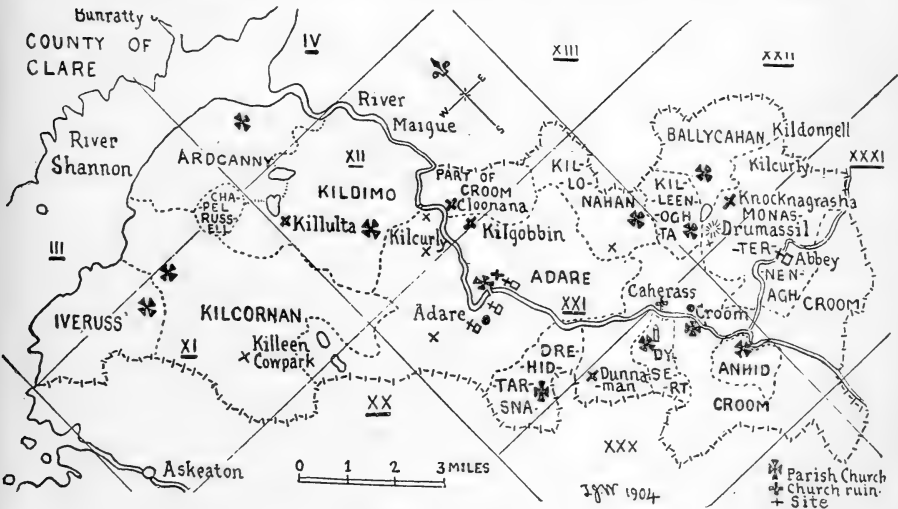 Bunratty
COUNTY OF
CLARE
IV
XIII
XXII
River
Maigue
E
W
S
River
Shannon
ARDCANNY
XII
KILDIMO
CHA-
PEL
RUSS-
ELL
Killulta
PART OF
CROOM
Cloonana
Kilcurly
Kilgobbin
KIL-
LO-
NAHAN
BALLYCAHAN
Kildonnell
Kilcurly
XXXI
KIL-
LEEN-
OGH-
TA
Knocknagrasha
MONAS-
Drumassil
TER-
Abbey
NEN-
AGH
CROOM
III
ADARE
XXI
Caherass
Croom
IVERUSS
KILCORNAN
XI
Killeen
Cowpark
Adare
DRE-
HID-
TAR-
SNA
Dunna-
man
DY-
SE-
RT
ANHID
CROOM
XX
XXX
Askeaton
0 1 2 3 MILES
TJW 1904
Parish Church
Church ruin.
Site